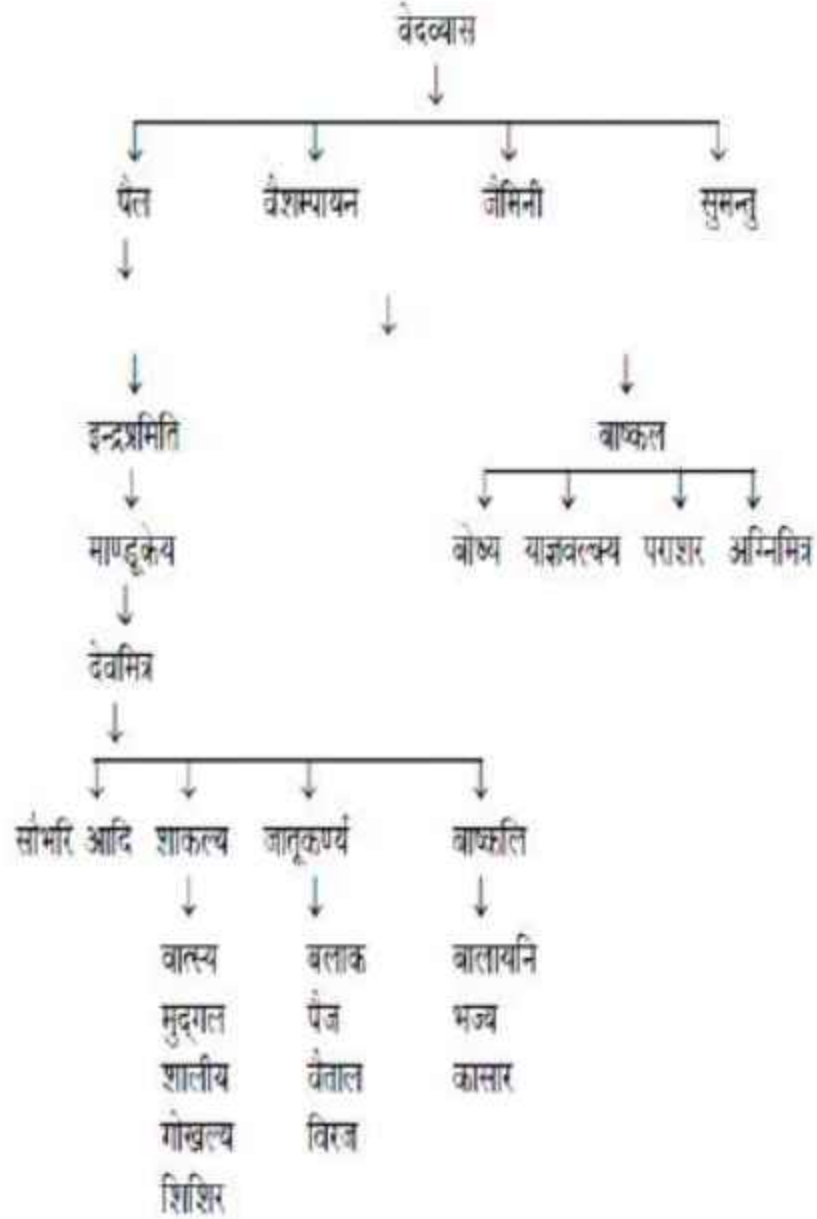 वेदव्यास
पैल वैशम्पायन जैमिनी सुमन्तु
इन्द्रप्रमिति बाष्कल
माण्डूकेय बोध्य याज्ञवल्क्य पराशर अग्निमित्र
देवमित्र
सौभरि आदि शाकल्य जातूकर्ण्य बाष्कलि
वात्स्य बलाक बालायनि
मुद्‌गल पैज भज्य
शालीय वैताल कासार
गोखल्य विरज
शिशिर